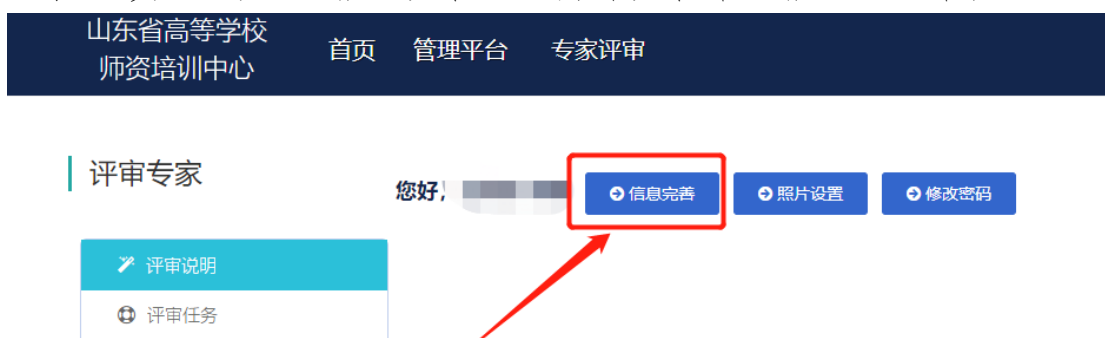 山东省高等学校
师资培训中心
首页 管理平台 专家评审
评审专家
您好,
信息完善 照片设置 修改密码
评审说明
评审任务